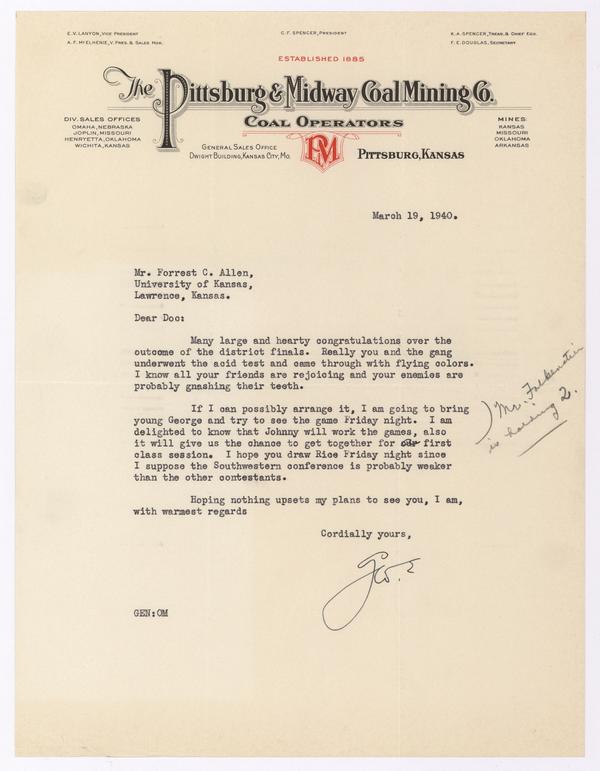 E. V. LANYON, VICE PRESIDENT
A. F. McELHENIE, V. PRES. & SALES MGR.
C. F. SPENCER, PRESIDENT
K. A. SPENCER, TREAS. & CHIEF ENG.
F. E. DOUGLAS, SECRETARY
ESTABLISHED 1885
The Pittsburg & Midway Coal Mining Co.
COAL OPERATORS
DIV. SALES OFFICES
OMAHA, NEBRASKA
JOPLIN, MISSOURI
HENRYETTA, OKLAHOMA
WICHITA, KANSAS
GENERAL SALES OFFICE
DWIGHT BUILDING, KANSAS CITY, MO.
PM
PITTSBURG, KANSAS
MINES:
KANSAS
MISSOURI
OKLAHOMA
ARKANSAS
March 19, 1940.
Mr. Forrest C. Allen,
University of Kansas,
Lawrence, Kansas.
Dear Doc:
Many large and hearty congratulations over the
outcome of the district finals. Really you and the gang
underwent the acid test and came through with flying colors.
I know all your friends are rejoicing and your enemies are
probably gnashing their teeth.
If I can possibly arrange it, I am going to bring
young George and try to see the game Friday night. I am
delighted to know that Johnny will work the games, also
it will give us the chance to get together for our first
class session. I hope you draw Rice Friday night since
I suppose the Southwestern conference is probably weaker
than the other contestants.
) Mr. Falkenstien
is having 2.
Hoping nothing upsets my plans to see you, I am,
with warmest regards
Cordially yours,
GEN:OM